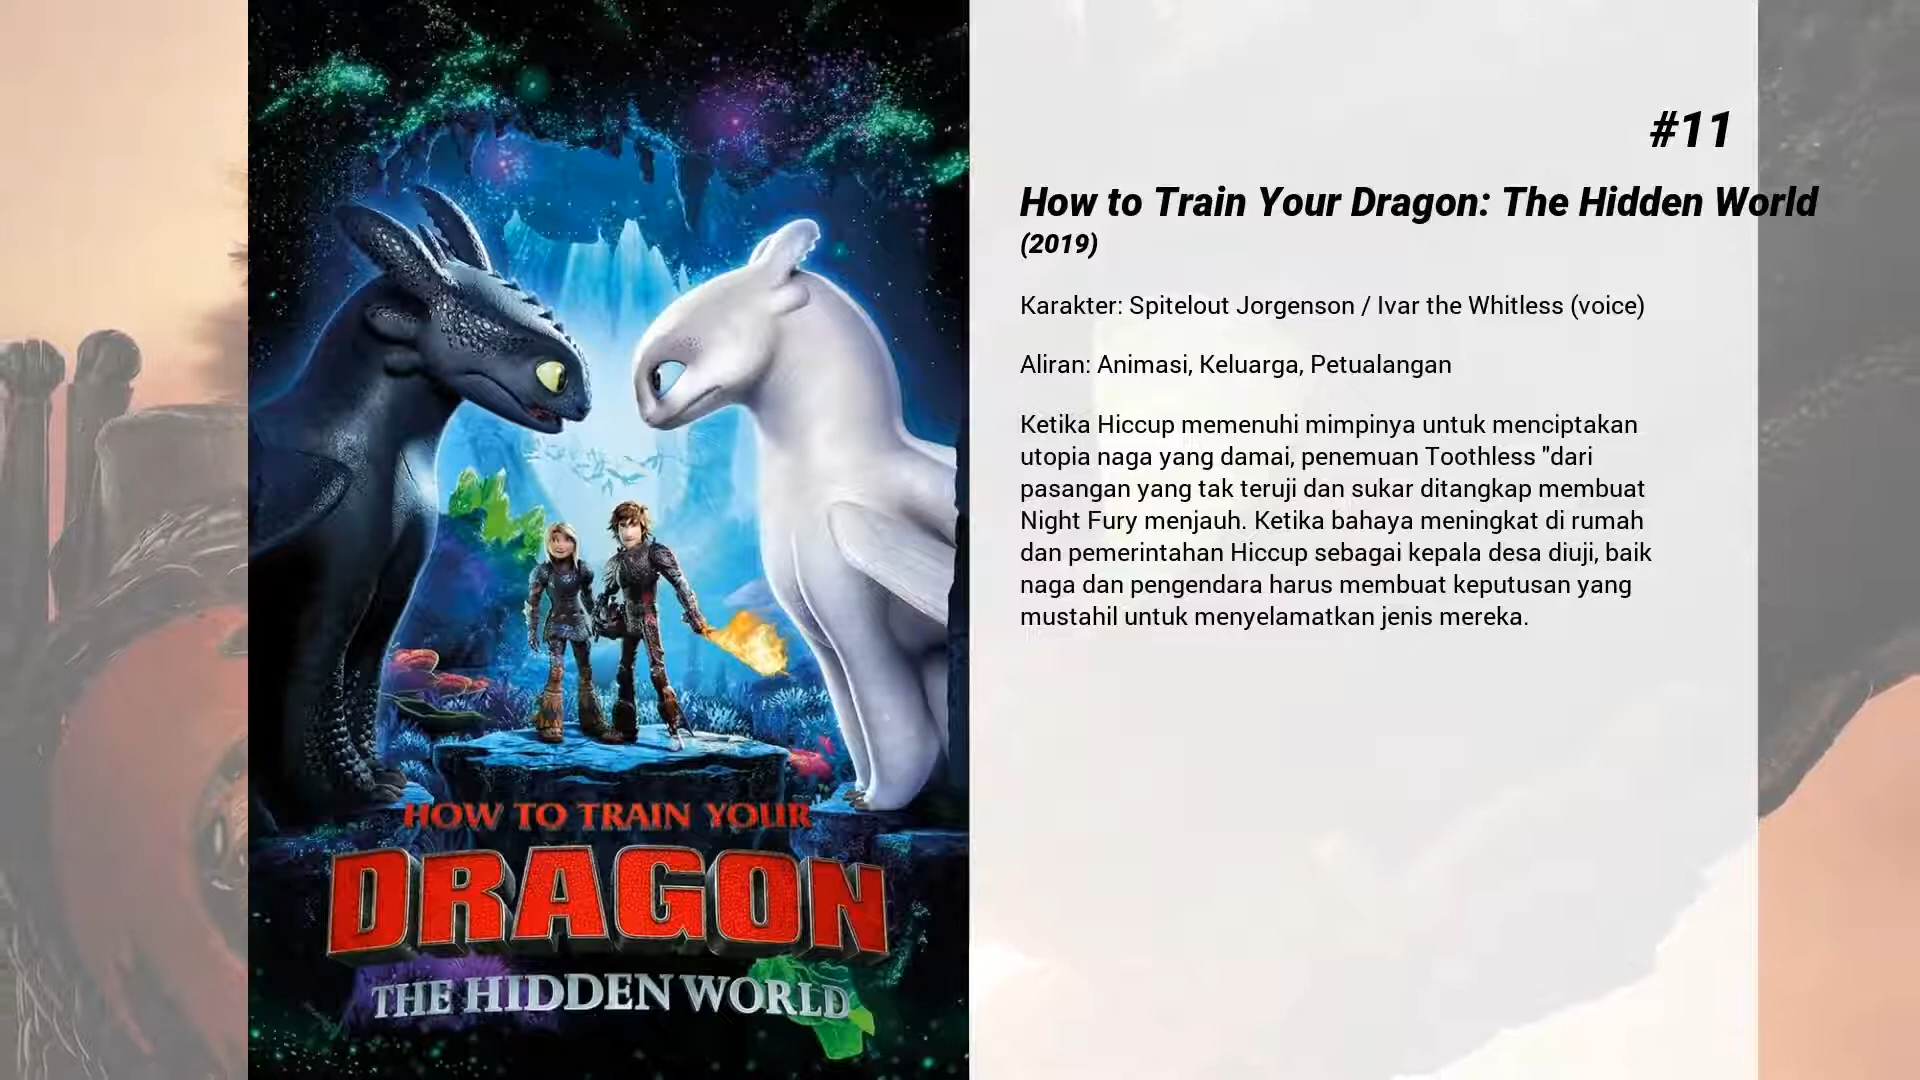 HOW TO TRAIN YOUR
DRAGON
THE HIDDEN WORLD
#11
How to Train Your Dragon: The Hidden World
(2019)
Karakter: Spitelout Jorgenson / Ivar the Whitless (voice)
Aliran: Animasi, Keluarga, Petualangan
Ketika Hiccup memenuhi mimpinya untuk menciptakan
utopia naga yang damai, penemuan Toothless "dari
pasangan yang tak teruji dan sukar ditangkap membuat
Night Fury menjauh. Ketika bahaya meningkat di rumah
dan pemerintahan Hiccup sebagai kepala desa diuji, baik
naga dan pengendara harus membuat keputusan yang
mustahil untuk menyelamatkan jenis mereka.